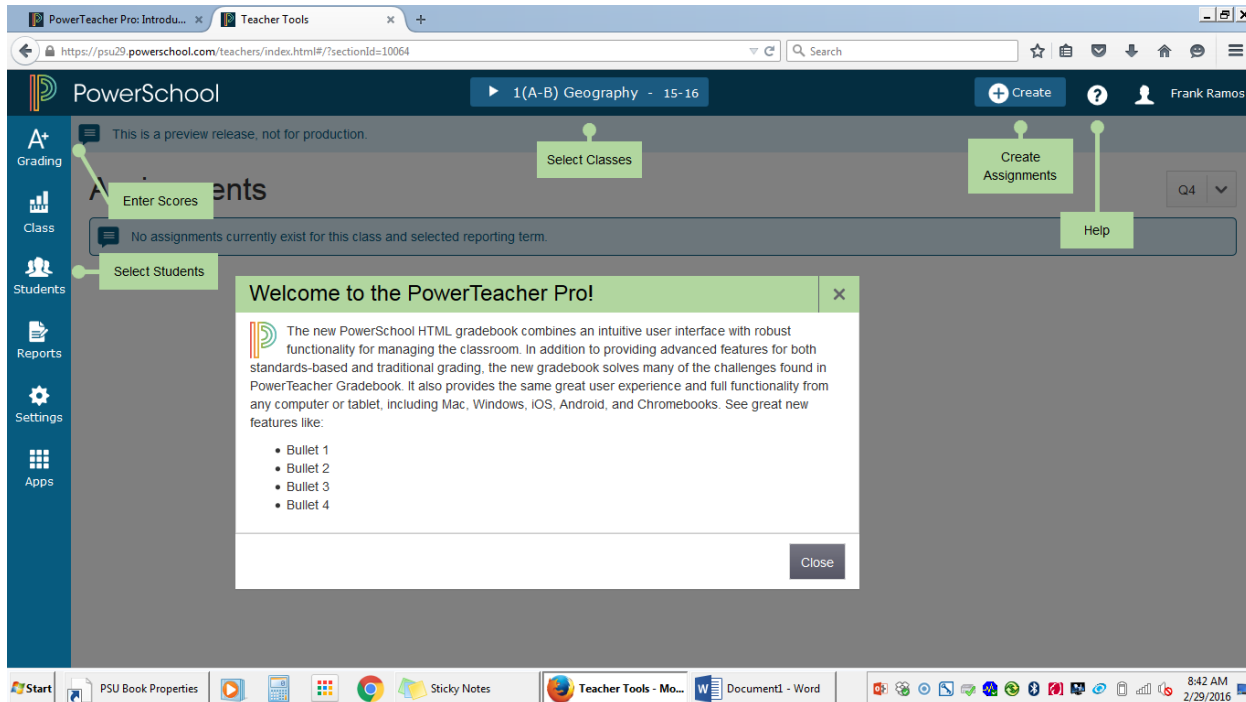 PowerTeacher Pro: Introdu...
Teacher Tools
https://psu29.powerschool.com/teachers/index.html#/?sectionId=10064
Search
PowerSchool
1(A-B) Geography - 15-16
Create
Frank Ramos
A+
Grading
This is a preview release, not for production.
Select Classes
Create
Assignments
Enter Scores
Q4
Class
No assignments currently exist for this class and selected reporting term.
Help
Select Students
Students
Welcome to the PowerTeacher Pro!
The new PowerSchool HTML gradebook combines an intuitive user interface with robust
functionality for managing the classroom. In addition to providing advanced features for both
standards-based and traditional grading, the new gradebook solves many of the challenges found in
PowerTeacher Gradebook. It also provides the same great user experience and full functionality from
any computer or tablet, including Mac, Windows, iOS, Android, and Chromebooks. See great new
features like:
• Bullet 1
• Bullet 2
• Bullet 3
• Bullet 4
Close
Reports
Settings
Apps
Start
PSU Book Properties
Sticky Notes
Teacher Tools - Mo...
Document1 - Word
8:42 AM
2/29/2016